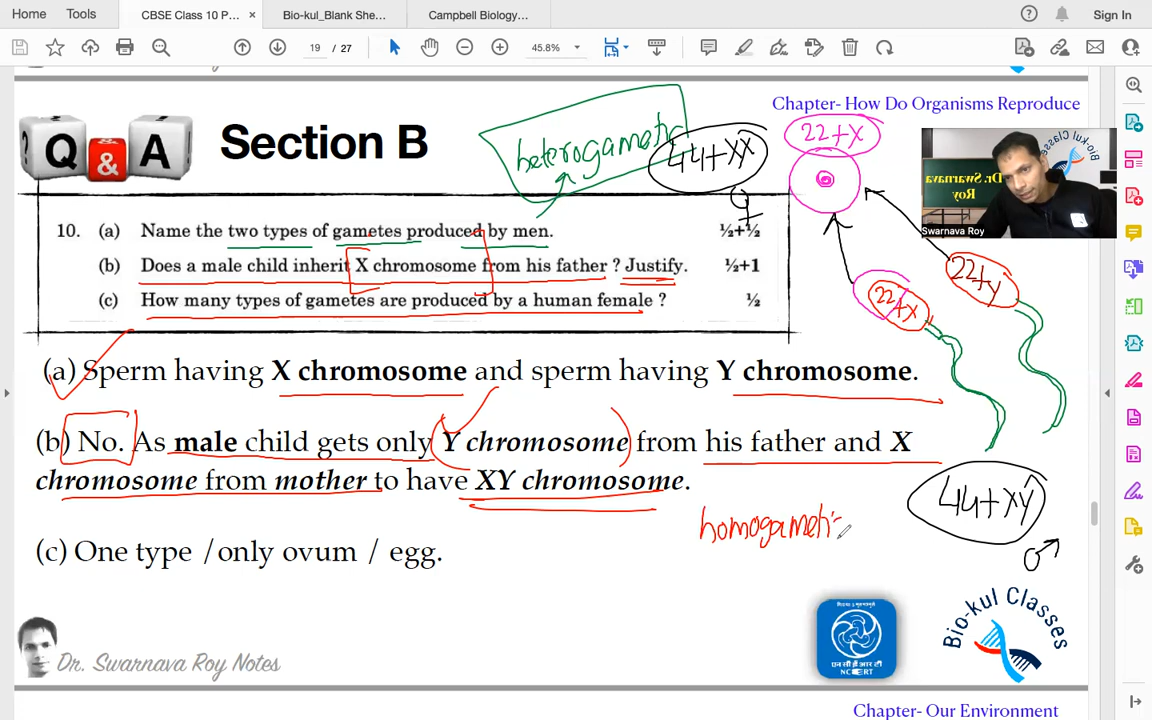 Home Tools CBSE Class 10 P... × Bio-kul_Blank She... Campbell Biology... Sign In
19 / 27 45.8%
Chapter- How Do Organisms Reproduce
Q & A Section B
heterogametic
44+XX
22+X
♀
Dr. Swarnava
Roy
Bio-kul Classes
Swarnava Roy
10. (a) Name the two types of gametes produced by men. ½+½
(b) Does a male child inherit X chromosome from his father ? Justify. ½+1
(c) How many types of gametes are produced by a human female ? ½
22+X
22+y
(a) Sperm having X chromosome and sperm having Y chromosome.
(b) No. As male child gets only Y chromosome from his father and X
chromosome from mother to have XY chromosome.
44+XY
♂
homogameti
(c) One type /only ovum / egg.
Dr. Swarnava Roy Notes
एन सी ई आर टी
NCERT
Bio-kul Classes
Chapter- Our Environment